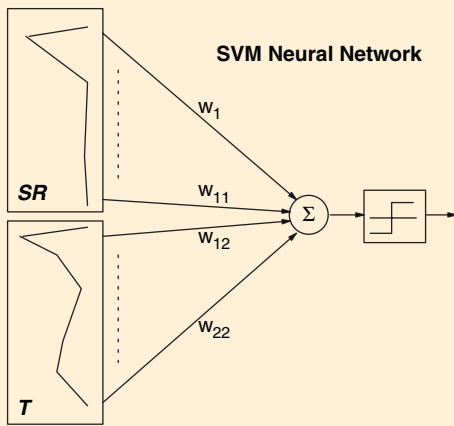 SVM Neural Network
w1
SR
w11
Σ
w12
w22
T